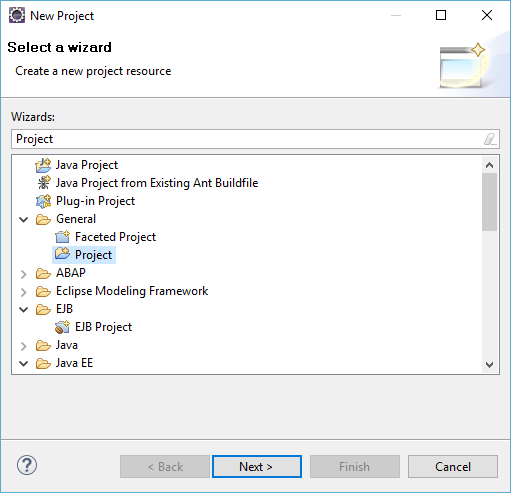 New Project
Select a wizard
Create a new project resource
Wizards:
Project
Java Project
Java Project from Existing Ant Buildfile
Plug-in Project
General
Faceted Project
Project
ABAP
Eclipse Modeling Framework
EJB
EJB Project
Java
Java EE
? < Back Next > Finish Cancel